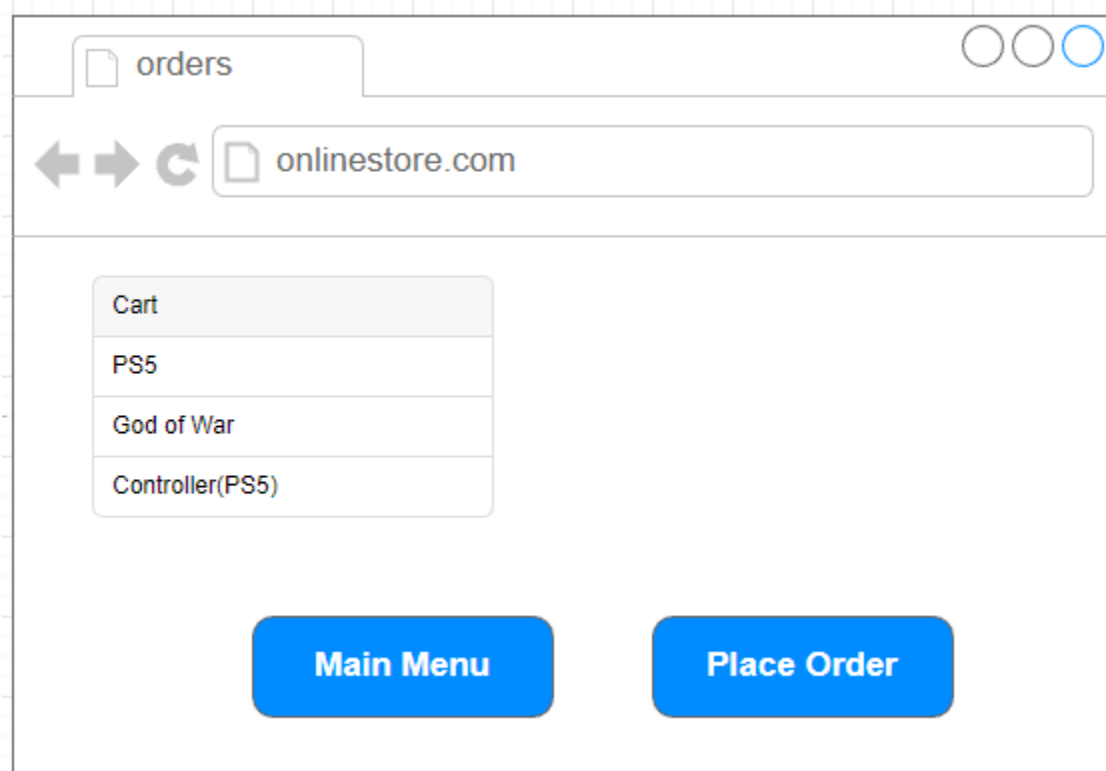 orders
onlinestore.com
Cart
PS5
God of War
Controller(PS5)
Main Menu
Place Order